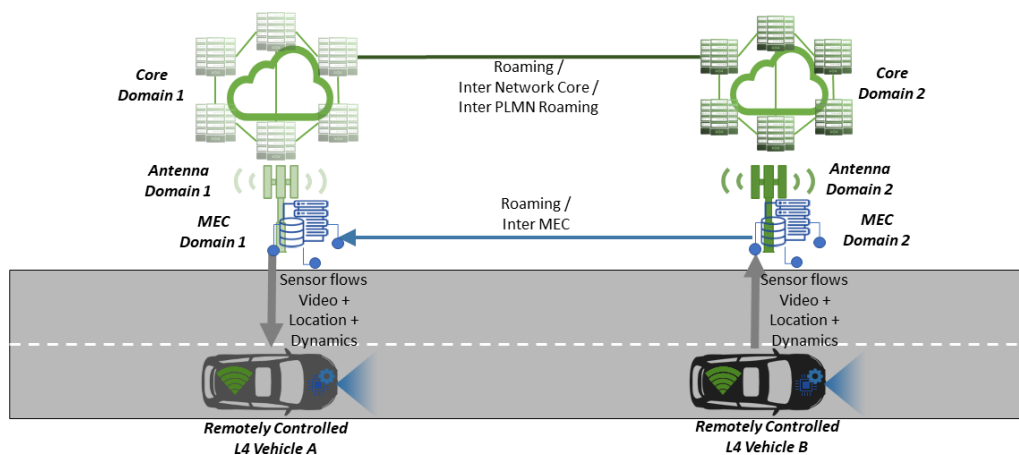 Core
Domain 1
Roaming /
Inter Network Core /
Inter PLMN Roaming
Core
Domain 2
Antenna
Domain 1
Antenna
Domain 2
MEC
Domain 1
Roaming /
Inter MEC
MEC
Domain 2
Sensor flows
Video +
Location +
Dynamics
Sensor flows
Video +
Location +
Dynamics
Remotely Controlled
L4 Vehicle A
Remotely Controlled
L4 Vehicle B